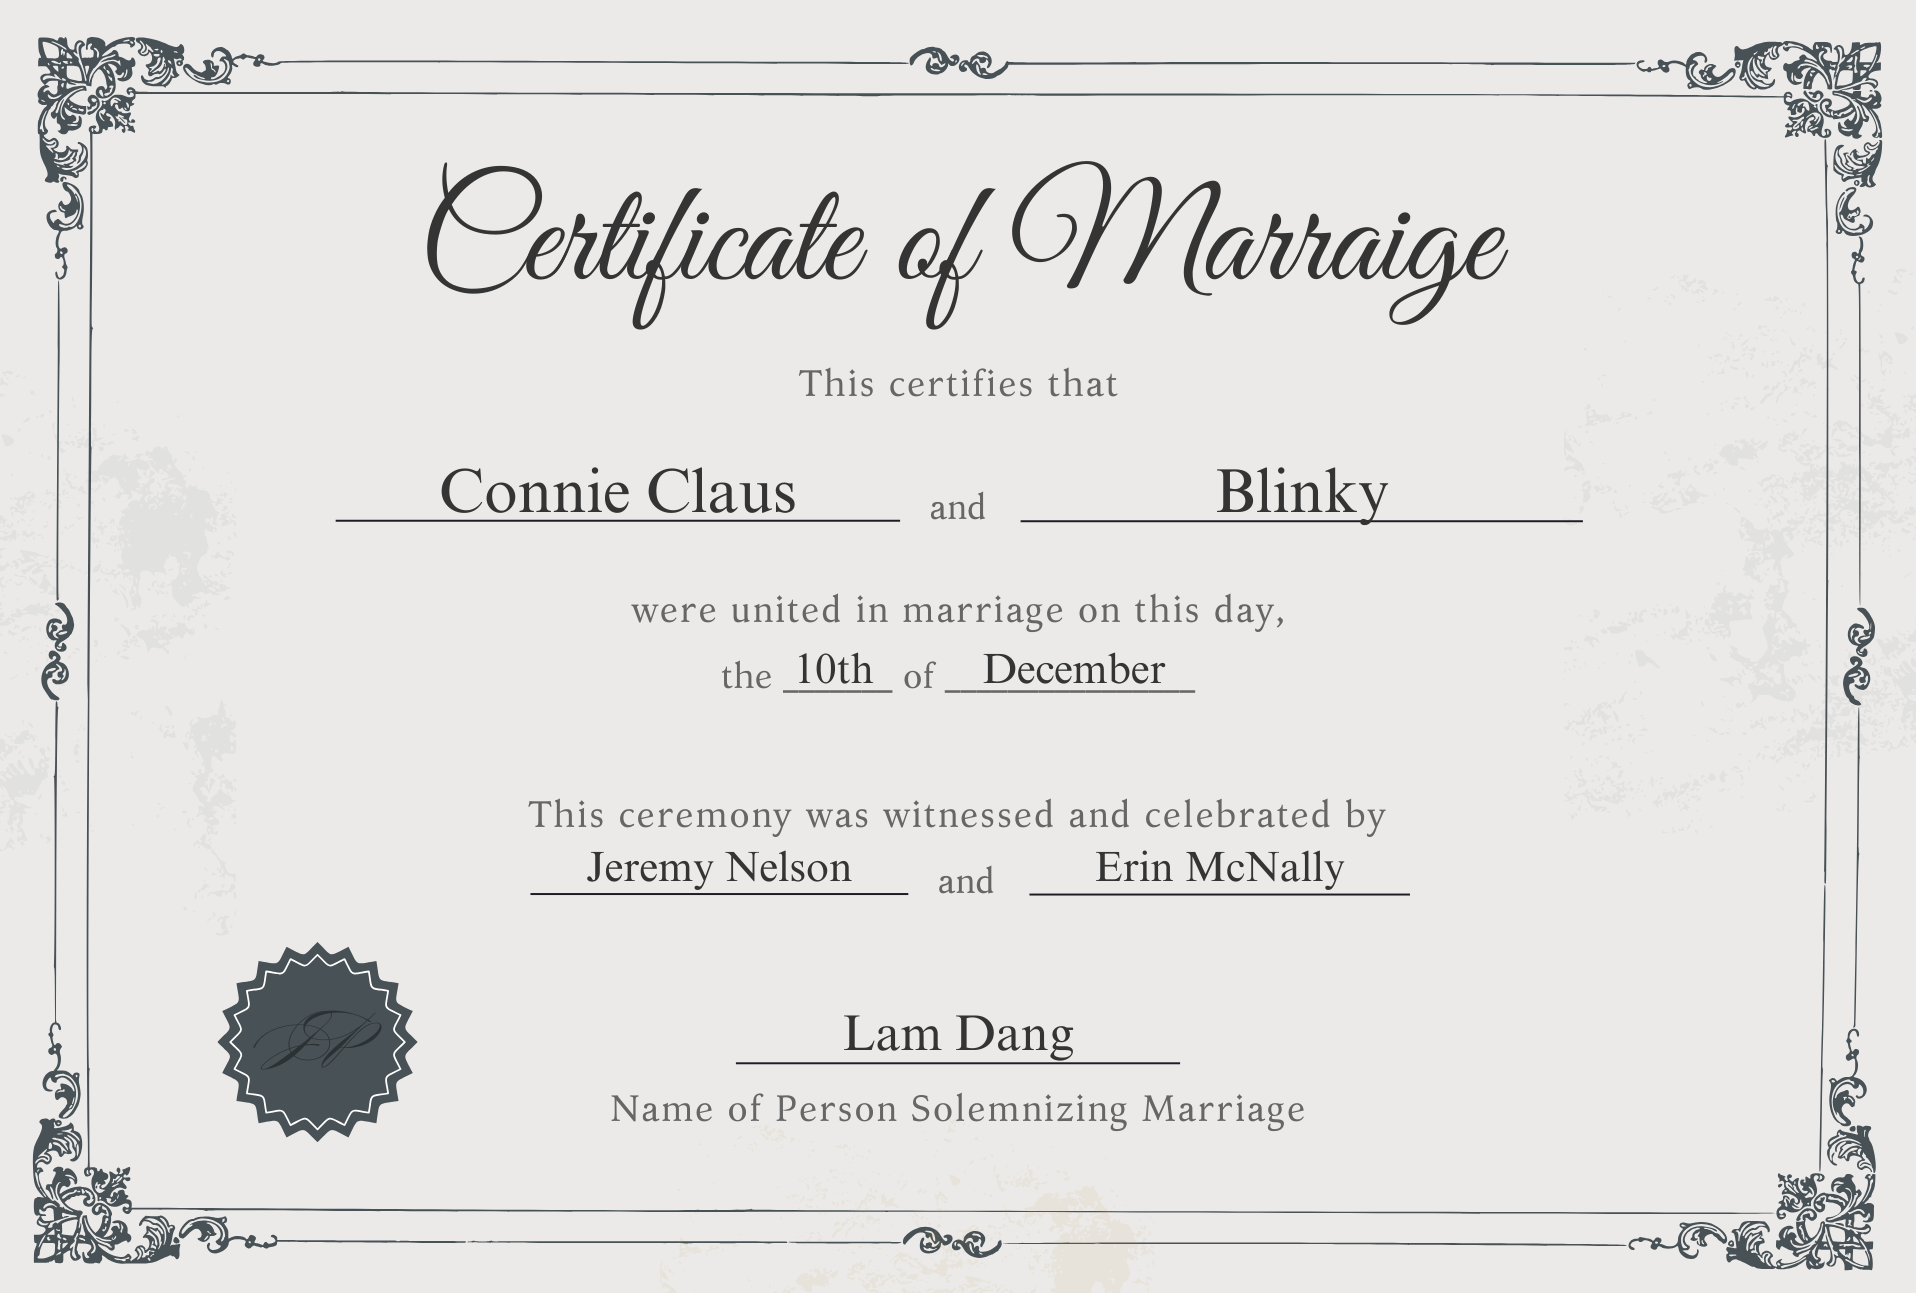 Certificate of Marraige
This certifies that
Connie Claus and Blinky
were united in marriage on this day,
the 10th of December
This ceremony was witnessed and celebrated by
Jeremy Nelson and Erin McNally
JP
Lam Dang
Name of Person Solemnizing Marriage